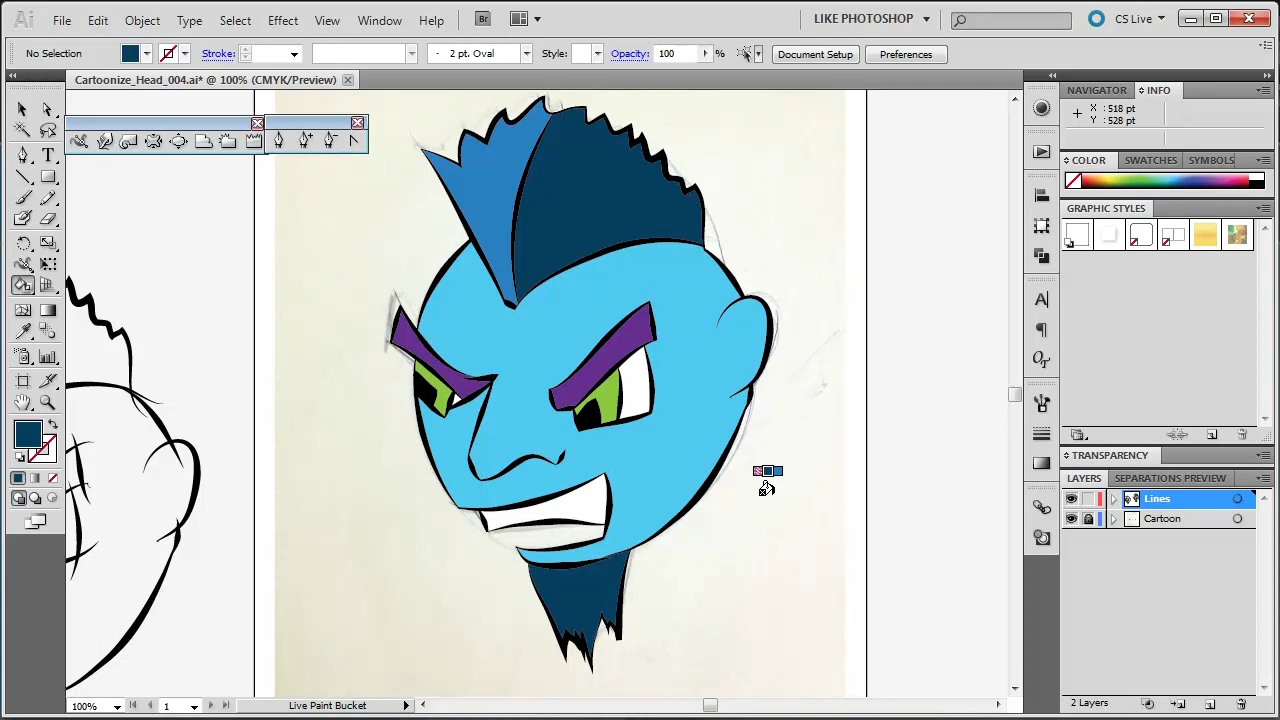 Ai File Edit Object Type Select Effect View Window Help Br LIKE PHOTOSHOP CS Live
No Selection Stroke: 2 pt. Oval Style: Opacity: 100 % Document Setup Preferences
Cartoonize_Head_004.ai* @ 100% (CMYK/Preview)
NAVIGATOR INFO
X: 518 pt
Y: 528 pt
COLOR SWATCHES SYMBOLS
GRAPHIC STYLES
TRANSPARENCY
LAYERS SEPARATIONS PREVIEW
Lines
Cartoon
2 Layers
100% 1 Live Paint Bucket